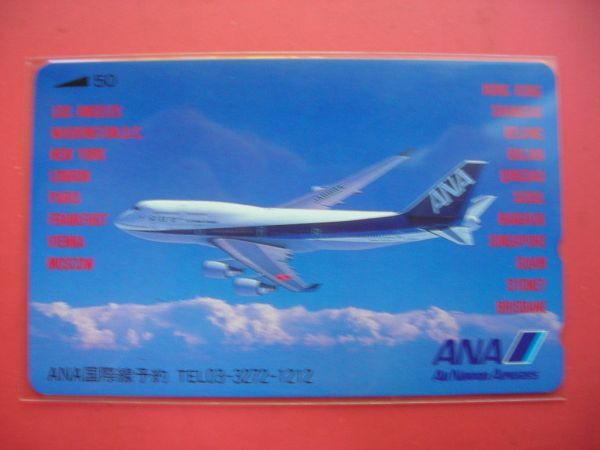 50
LOS ANGELES
WASHINGTON,D.C.
NEW YORK
LONDON
PARIS
FRANKFURT
VIENNA
MOSCOW
HONG KONG
SHANGHAI
BEIJING
DALIAN
SEOUL
BANGKOK
SINGAPORE
GUAM
SYDNEY
BRISBANE
ANA
ANA
All Nippon Airways
ANA国際線予約 TEL03-3272-1212